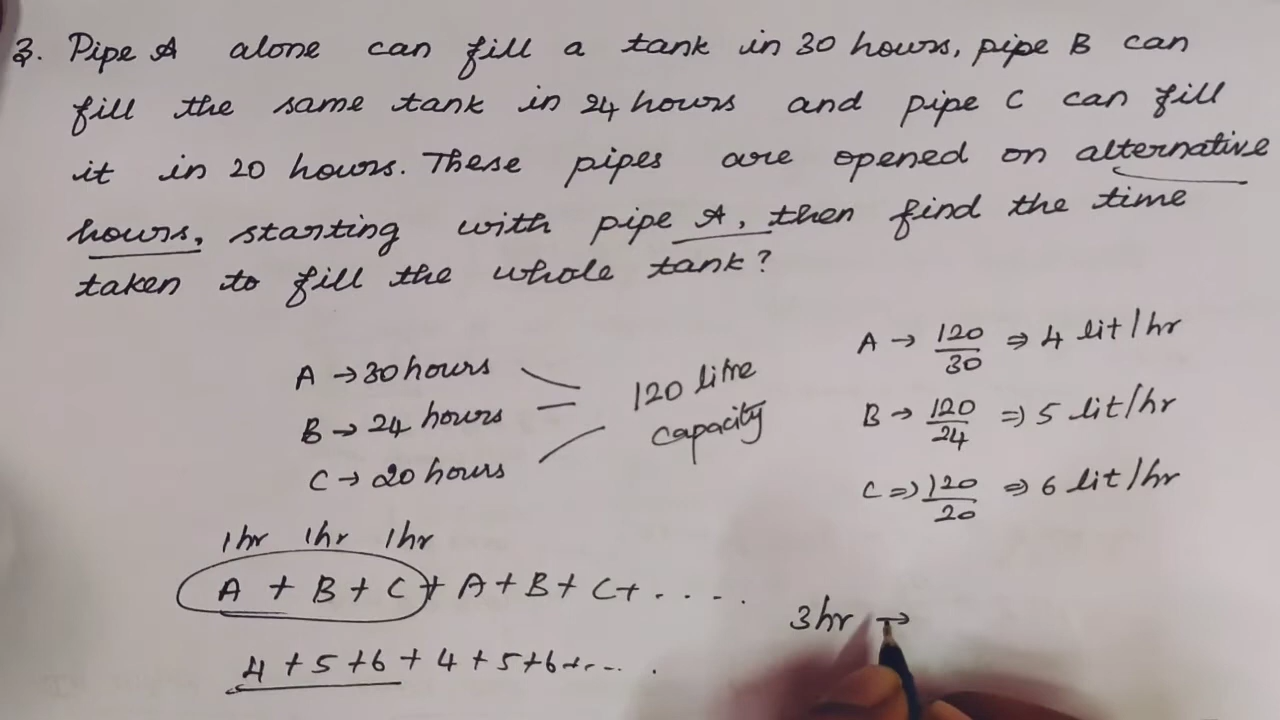 3. Pipe A alone can fill a tank in 30 hours, pipe B can
fill the same tank in 24 hours and pipe C can fill
it in 20 hours. These pipes are opened on alternative
hours, starting with pipe A, then find the time
taken to fill the whole tank?
A → 30 hours
B → 24 hours
C → 20 hours
120 litre
capacity
A → 120/30 ⇒ 4 lit/hr
B → 120/24 ⇒ 5 lit/hr
C ⇒ 120/20 ⇒ 6 lit/hr
1hr 1hr 1hr
A + B + C + A + B + C + .....
4 + 5 + 6 + 4 + 5 + 6 + .....
3 hr →